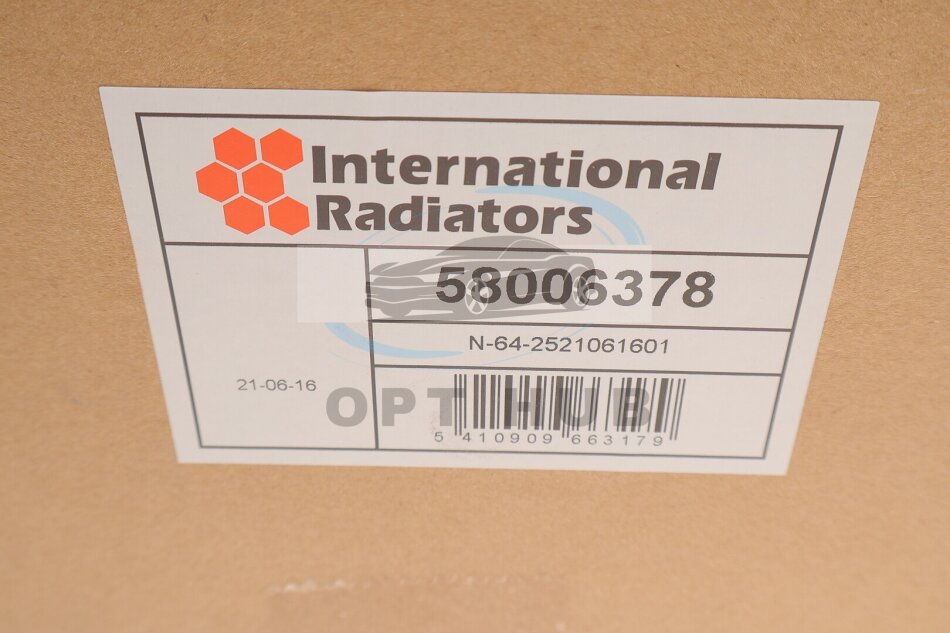 International
Radiators
58006378
N-64-2521061601
21-06-16
OPT HUB
5 410909 663179